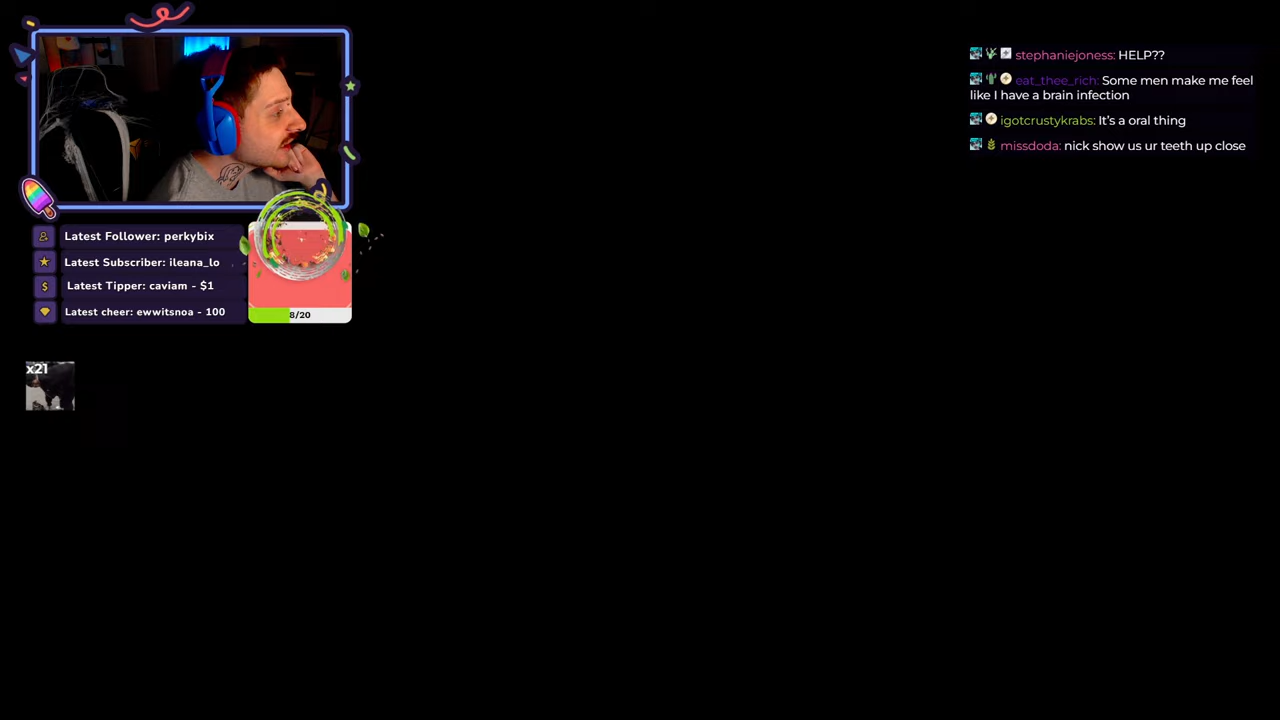 stephaniejoness: HELP??
eat_thee_rich: Some men make me feel
like I have a brain infection
igotcrustykrabs: It's a oral thing
missdoda: nick show us ur teeth up close
Latest Follower: perkybix
Latest Subscriber: ileana_lo
Latest Tipper: caviam - $1
Latest cheer: ewwitsnoa - 100
8/20
x21